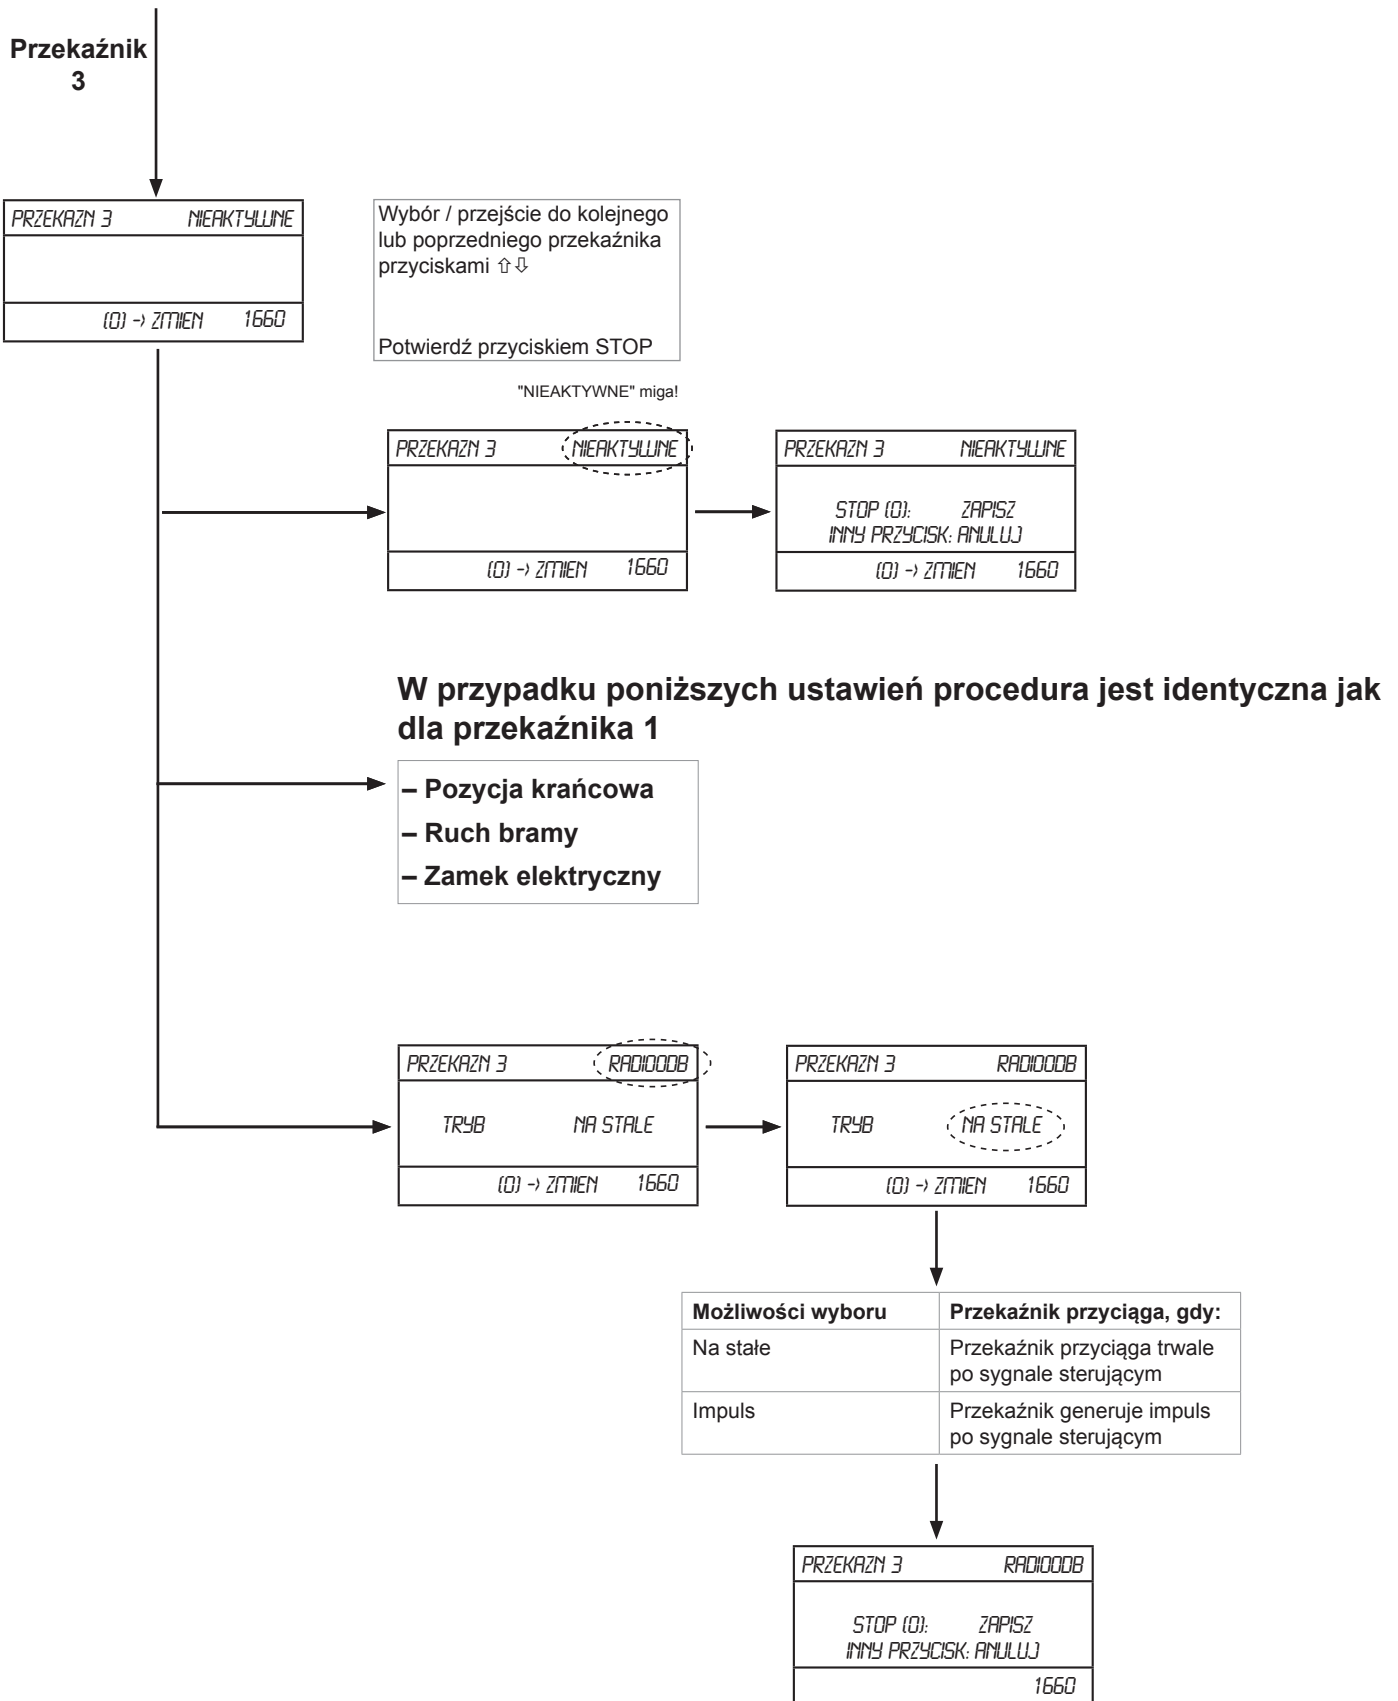 Przekaźnik
3
PRZEKAZN 3 NIEAKTYWNE
(0) -> ZMIEN 1660
Wybór / przejście do kolejnego
lub poprzedniego przekaźnika
przyciskami ⇧⇩
Potwierdź przyciskiem STOP
"NIEAKTYWNE" miga!
PRZEKAZN 3 NIEAKTYWNE
(0) -> ZMIEN 1660
PRZEKAZN 3 NIEAKTYWNE
STOP (0): ZAPISZ
INNY PRZYCISK: ANULUJ
(0) -> ZMIEN 1660
W przypadku poniższych ustawień procedura jest identyczna jak
dla przekaźnika 1
– Pozycja krańcowa
– Ruch bramy
– Zamek elektryczny
PRZEKAZN 3 RADIOODB
TRYB NA STALE
(0) -> ZMIEN 1660
PRZEKAZN 3 RADIOODB
TRYB NA STALE
(0) -> ZMIEN 1660
Możliwości wyboru Przekaźnik przyciąga, gdy:
Na stałe Przekaźnik przyciąga trwale
po sygnale sterującym
Impuls Przekaźnik generuje impuls
po sygnale sterującym
PRZEKAZN 3 RADIOODB
STOP (0): ZAPISZ
INNY PRZYCISK: ANULUJ
1660